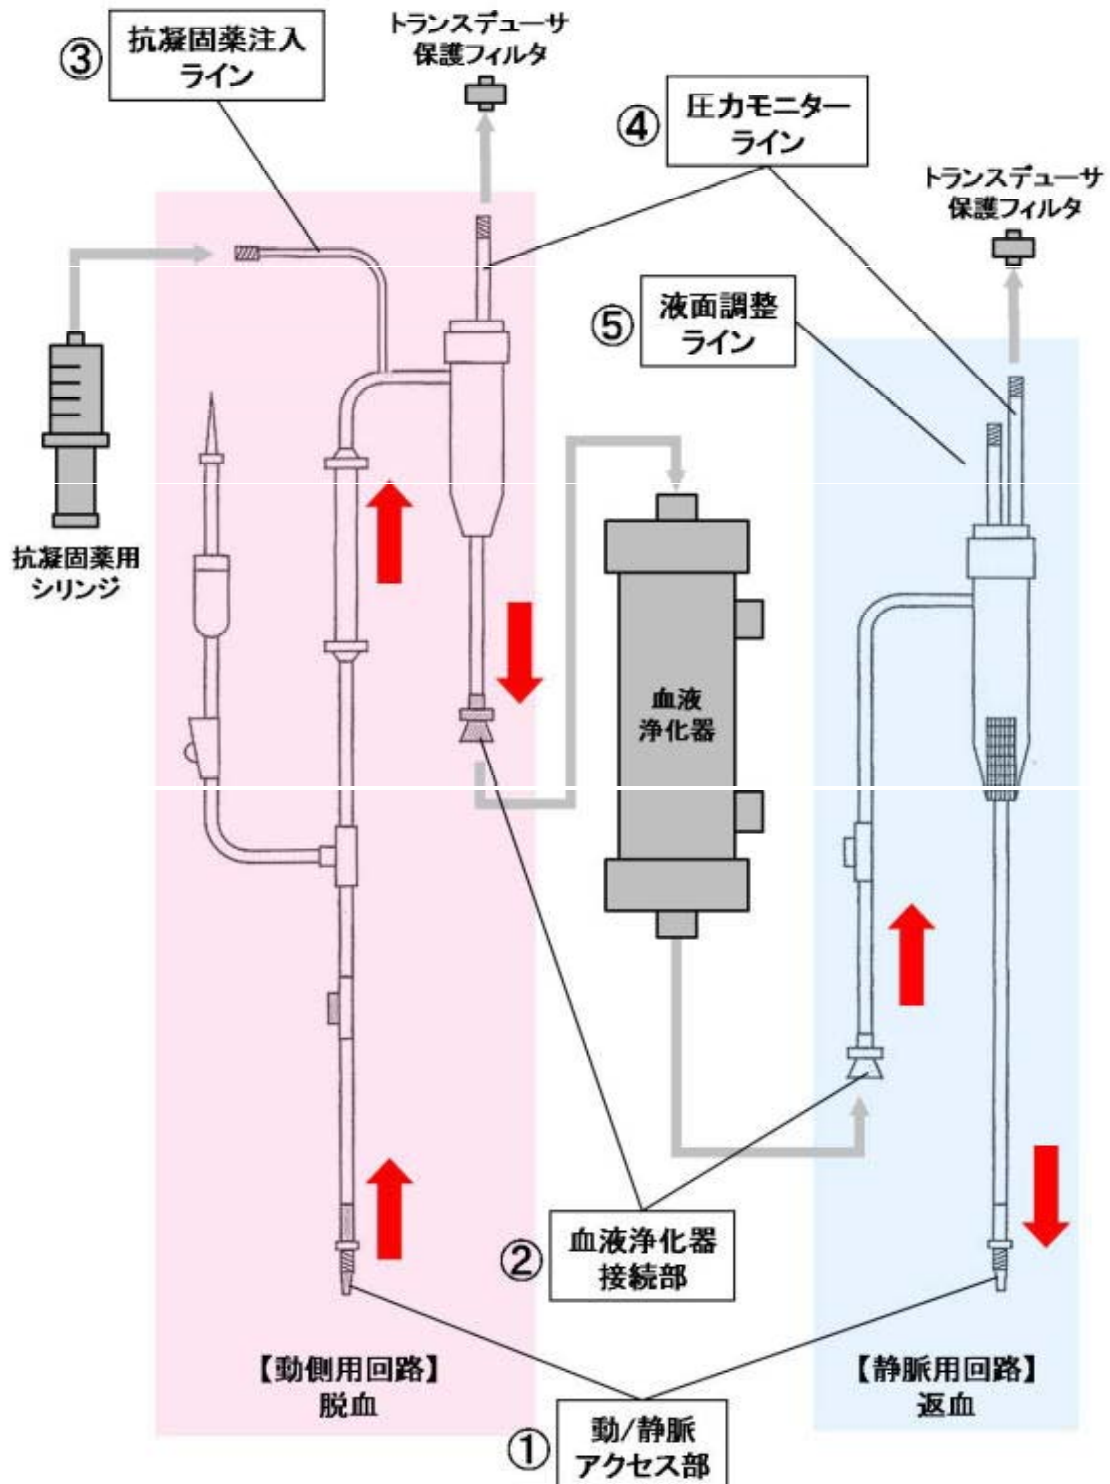 ③
抗凝固薬注入
ライン
トランスデューサ
保護フィルタ
④
圧力モニター
ライン
トランスデューサ
保護フィルタ
⑤
液面調整
ライン
抗凝固薬用
シリンジ
血液
浄化器
②
血液浄化器
接続部
【動側用回路】
脱血
【静脈用回路】
返血
①
動/静脈
アクセス部